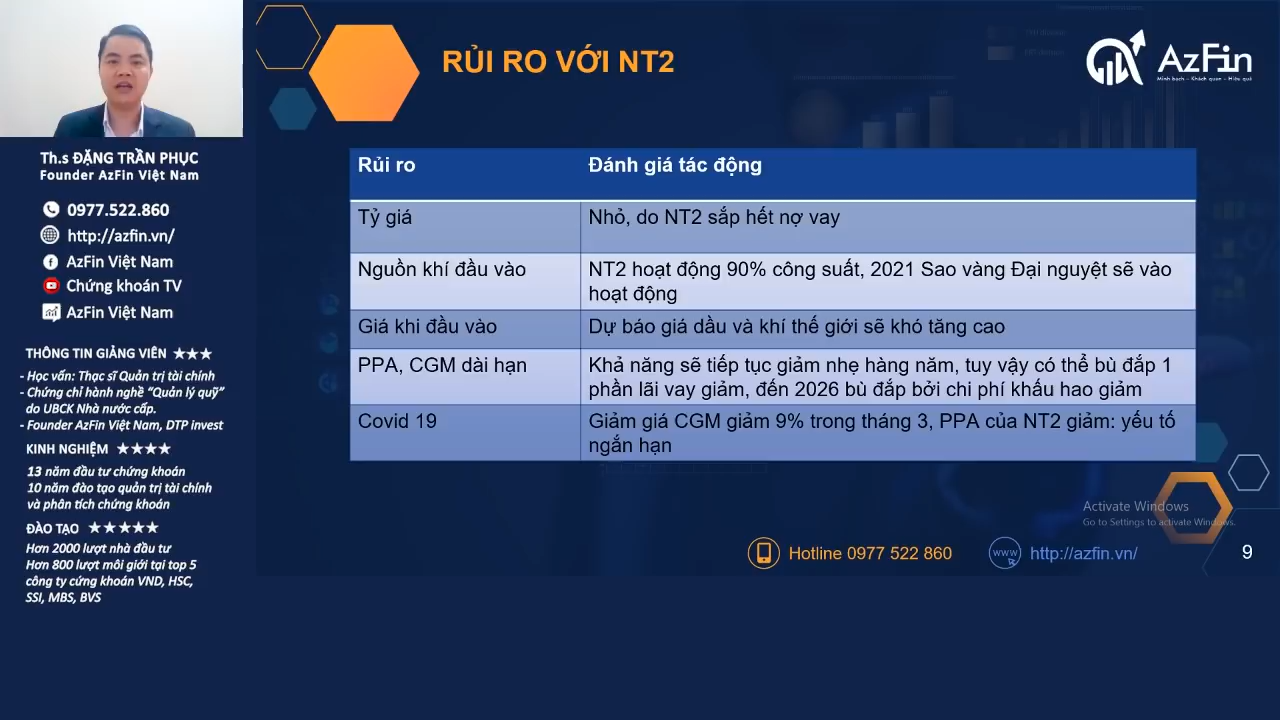 Th.s ĐẶNG TRẦN PHỤC
Founder AzFin Việt Nam
0977.522.860
http://azfin.vn/
AzFin Việt Nam
Chứng khoán TV
AzFin Việt Nam
THÔNG TIN GIẢNG VIÊN ★★★
- Học vấn: Thạc sĩ Quản trị tài chính
- Chứng chỉ hành nghề “Quản lý quỹ”
do UBCK Nhà nước cấp.
- Founder AzFin Việt Nam, DTP invest
KINH NGHIỆM ★★★★
13 năm đầu tư chứng khoán
10 năm đào tạo quản trị tài chính
và phân tích chứng khoán
ĐÀO TẠO ★★★★★
Hơn 2000 lượt nhà đầu tư
Hơn 800 lượt môi giới tại top 5
công ty cứng khoán VND, HSC,
SSI, MBS, BVS
RỦI RO VỚI NT2
AzFin
Minh bạch - Khách quan - Hiệu quả
Rủi ro Đánh giá tác động
Tỷ giá Nhỏ, do NT2 sắp hết nợ vay
Nguồn khí đầu vào NT2 hoạt động 90% công suất, 2021 Sao vàng Đại nguyệt sẽ vào
hoạt động
Giá khi đầu vào Dự báo giá dầu và khí thế giới sẽ khó tăng cao
PPA, CGM dài hạn Khả năng sẽ tiếp tục giảm nhẹ hàng năm, tuy vậy có thể bù đắp 1
phần lãi vay giảm, đến 2026 bù đắp bởi chi phí khấu hao giảm
Covid 19 Giảm giá CGM giảm 9% trong tháng 3, PPA của NT2 giảm: yếu tố
ngắn hạn
Activate Windows
Go to Settings to activate Windows.
Hotline 0977 522 860
www
http://azfin.vn/
9